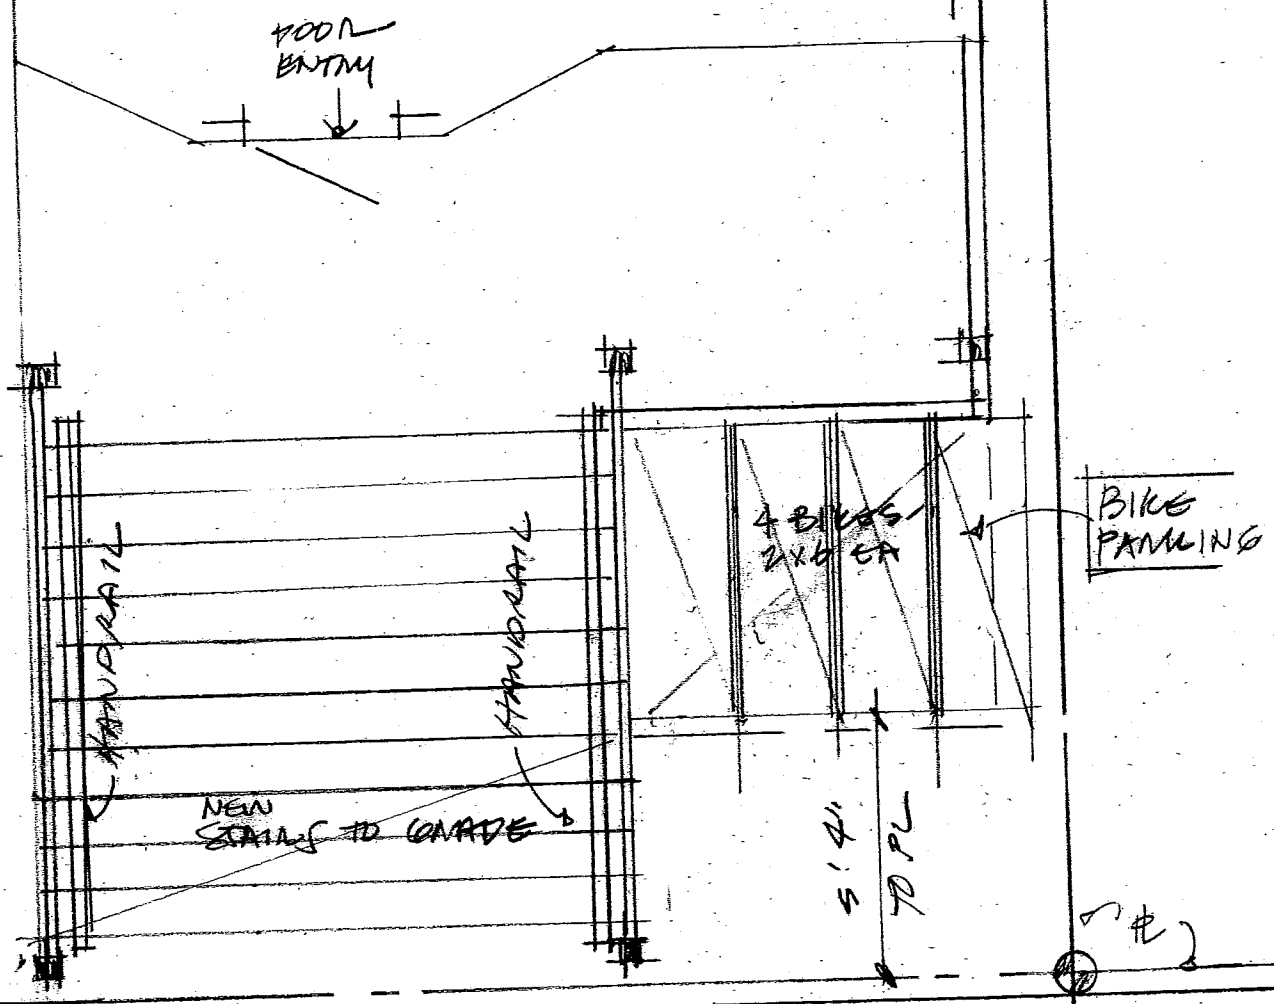 DOOR
ENTRY
4 BIKES
2x6 EA
BIKE
PARKING
HANDRAIL
HANDRAIL
NEW
STAIRS TO GRADE
5'4"
TO PL
PL